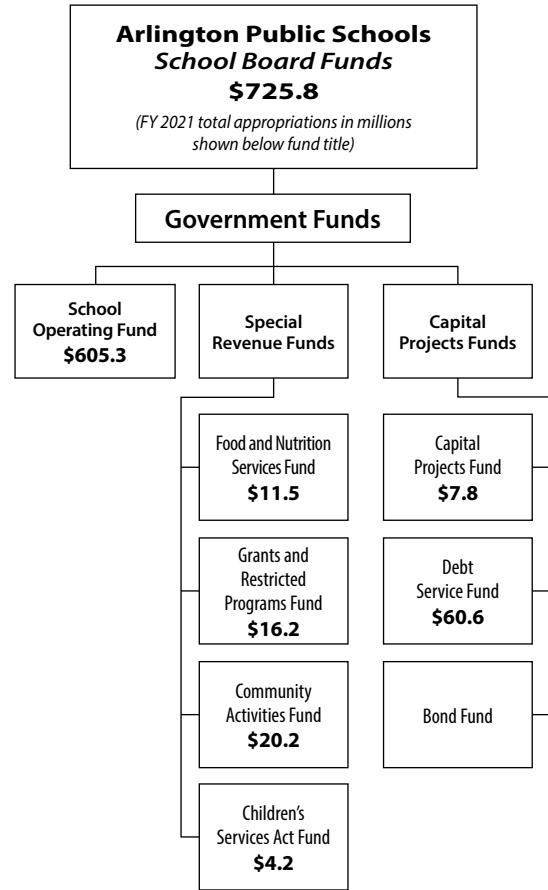 Arlington Public Schools
School Board Funds
$725.8
(FY 2021 total appropriations in millions
shown below fund title)
Government Funds
School
Operating Fund
$605.3
Special
Revenue Funds
Capital
Projects Funds
Food and Nutrition
Services Fund
$11.5
Grants and
Restricted
Programs Fund
$16.2
Community
Activities Fund
$20.2
Children’s
Services Act Fund
$4.2
Capital
Projects Fund
$7.8
Debt
Service Fund
$60.6
Bond Fund